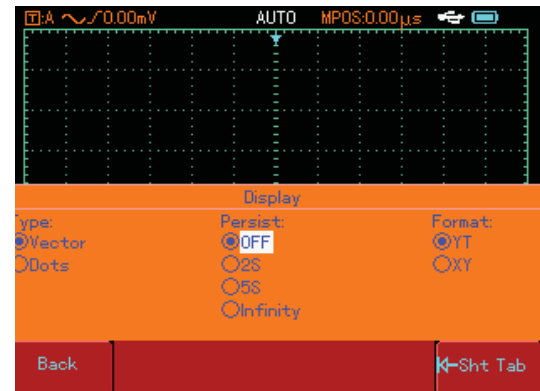 T:A 0.00mV AUTO MPOS:0.00μs
Display
Type: Persist: Format:
Vector OFF YT
Dots 2S XY
5S
Infinity
Back Sht Tab